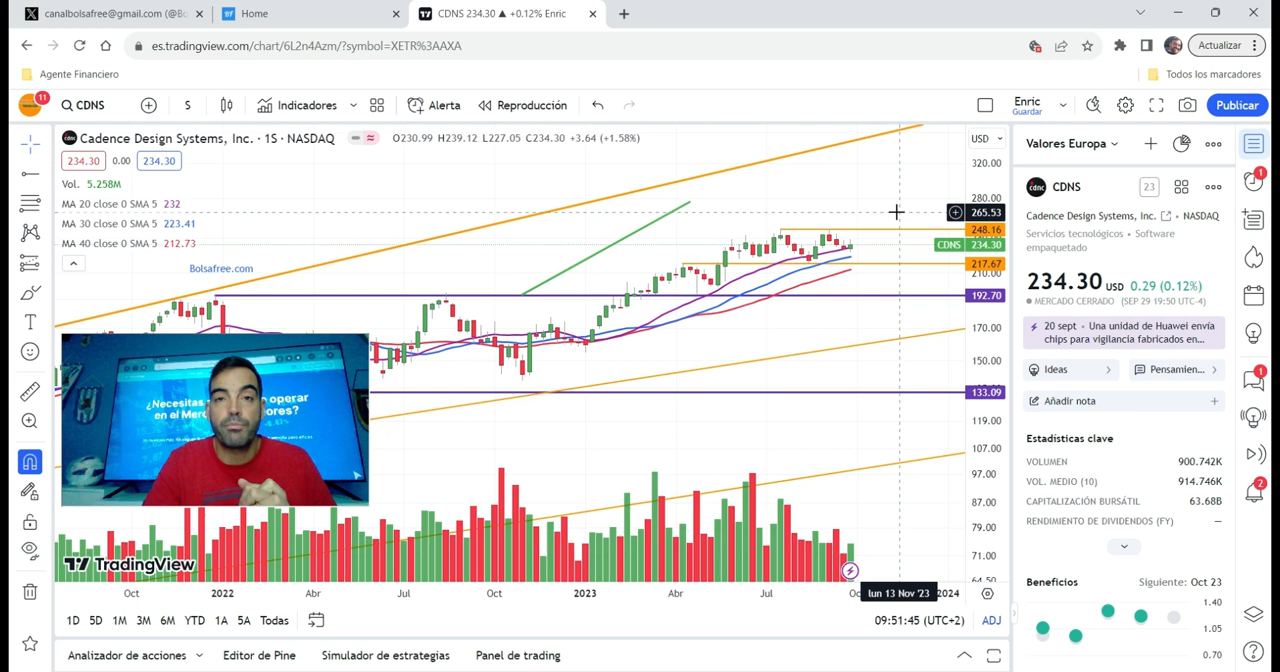 canalbolsafree@gmail.com (@Bo
Home
CDNS 234.30 ▲ +0.12% Enric
es.tradingview.com/chart/6L2n4Azm/?symbol=XETR%3AAXA
Actualizar
Agente Financiero
Todos los marcadores
11
CDNS
S
Indicadores
Alerta
Reproducción
Enric
Guardar
Publicar
Cadence Design Systems, Inc. · 1S · NASDAQ
O230.99 H239.12 L227.05 C234.30 +3.64 (+1.58%)
USD
234.30 0.00 234.30
Vol. 5.258M
MA 20 close 0 SMA 5 232
MA 30 close 0 SMA 5 223.41
MA 40 close 0 SMA 5 212.73
Bolsafree.com
320.00
280.00
265.53
248.16
CDNS 234.30
217.67
210.00
192.70
170.00
150.00
133.09
119.00
107.00
97.00
87.00
79.00
71.00
64.50
¿Necesitas
operar
en el Mer
ores?
TradingView
Oct 2022 Abr Jul Oct 2023 Abr Jul lun 13 Nov '23 2024
1D 5D 1M 3M 6M YTD 1A 5A Todas
09:51:45 (UTC+2) ADJ
Analizador de acciones
Editor de Pine
Simulador de estrategias
Panel de trading
Valores Europa
CDNS
23
Cadence Design Systems, Inc. • NASDAQ
Servicios tecnológicos • Software
empaquetado
234.30 USD 0.29 (0.12%)
MERCADO CERRADO (SEP 29 19:50 UTC-4)
20 sept • Una unidad de Huawei envía
chips para vigilancia fabricados en...
Ideas
Pensamien...
Añadir nota
Estadísticas clave
VOLUMEN 900.742K
VOL. MEDIO (10) 914.746K
CAPITALIZACIÓN BURSÁTIL 63.68B
RENDIMIENTO DE DIVIDENDOS (FY) —
Beneficios Siguiente: Oct 23
1.40
1.05
0.70
1
1
2